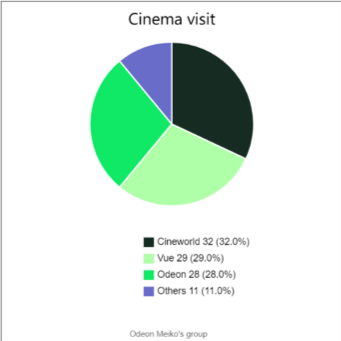 Cinema visit
Cineworld 32 (32.0%)
Vue 29 (29.0%)
Odeon 28 (28.0%)
Others 11 (11.0%)
Odeon Meiko's group